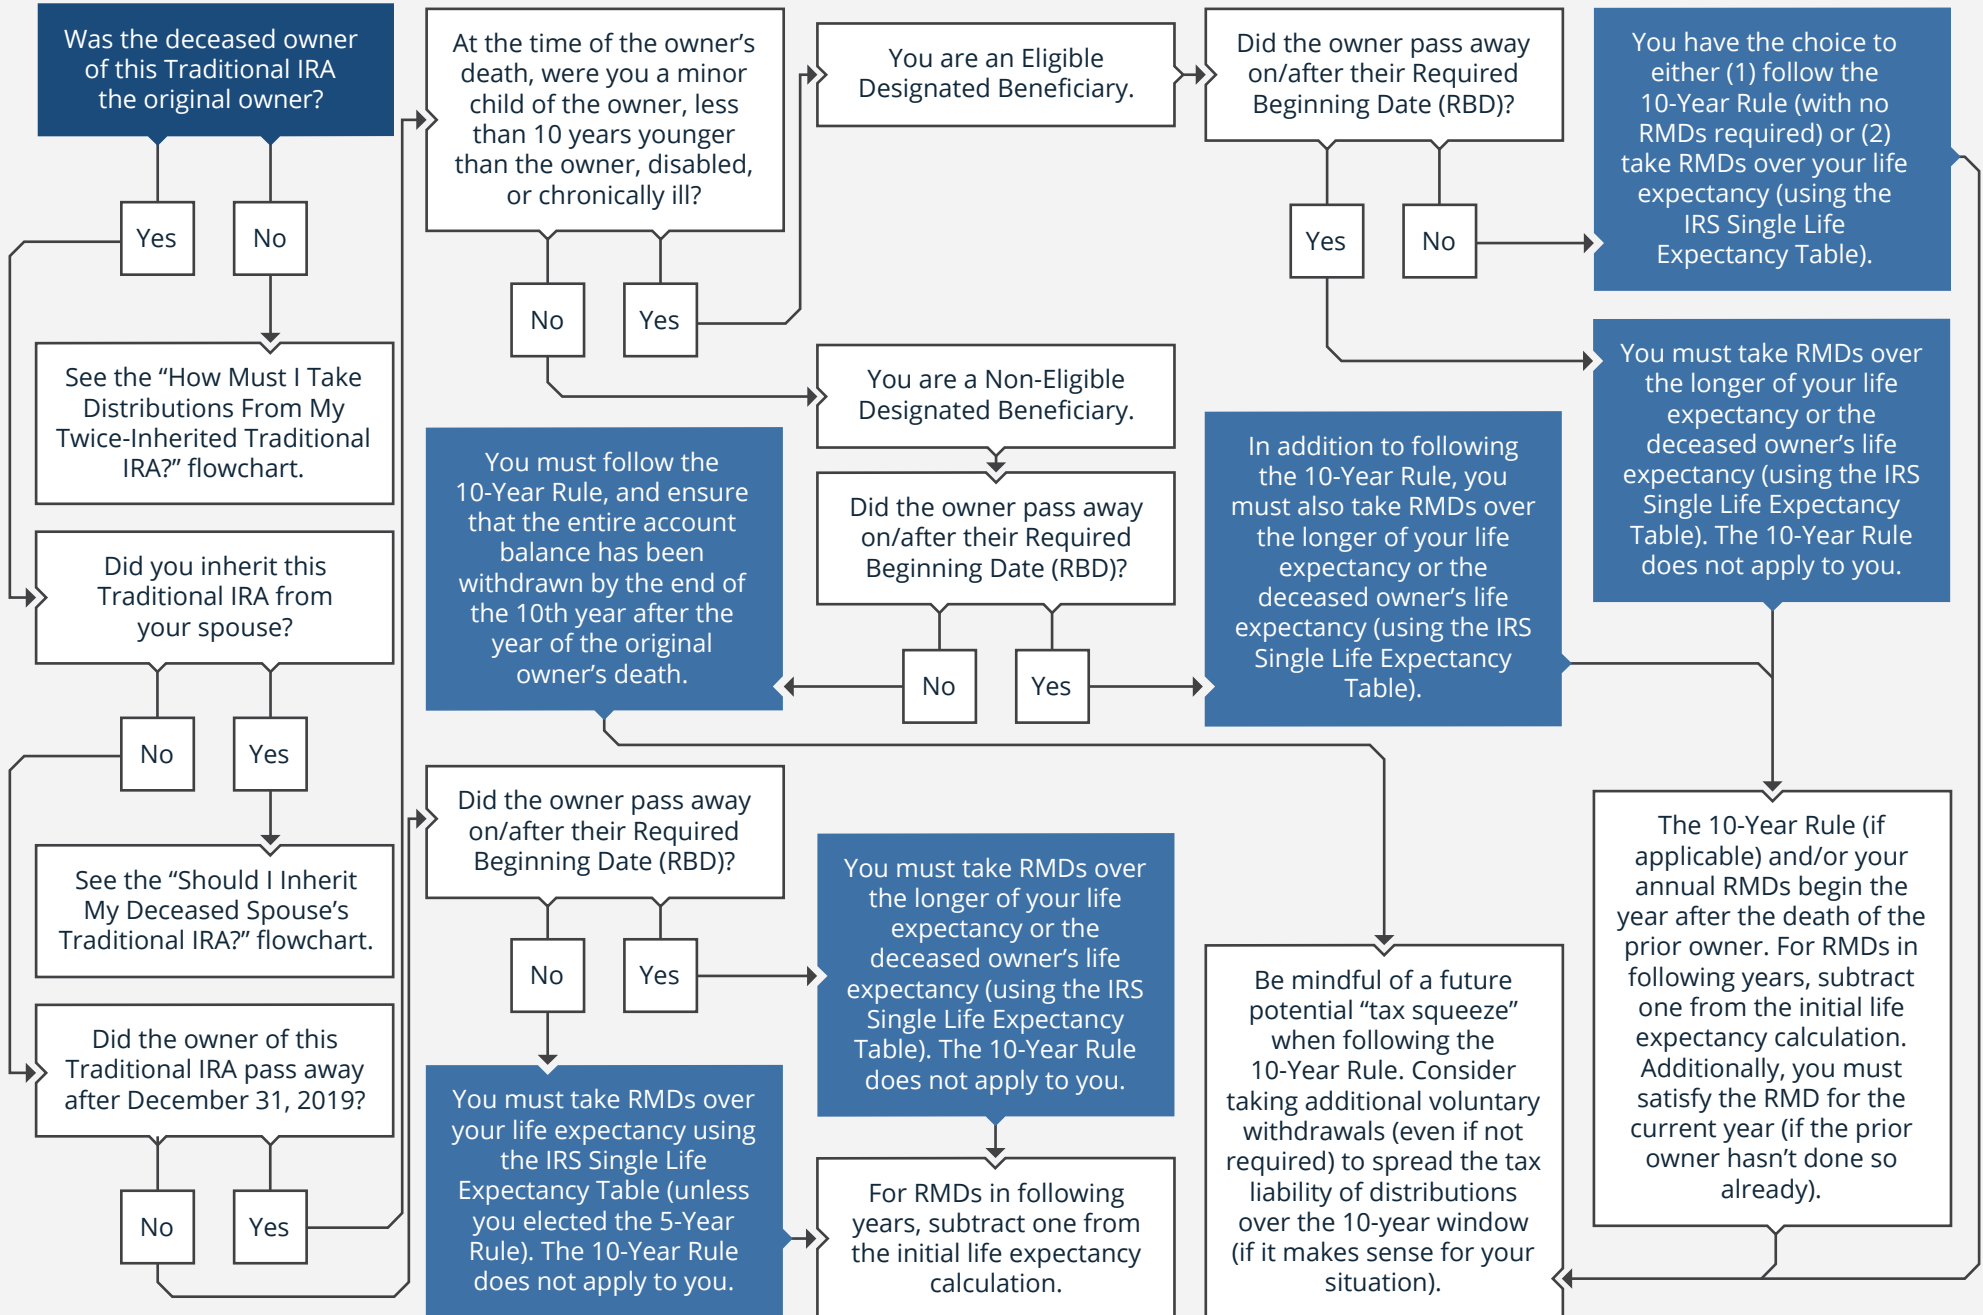 Was the deceased owner
of this Traditional IRA
the original owner?
Yes
No
See the “How Must I Take
Distributions From My
Twice-Inherited Traditional
IRA?” flowchart.
Did you inherit this
Traditional IRA from
your spouse?
No
Yes
See the “Should I Inherit
My Deceased Spouse’s
Traditional IRA?” flowchart.
Did the owner of this
Traditional IRA pass away
after December 31, 2019?
No
Yes
At the time of the owner’s
death, were you a minor
child of the owner, less
than 10 years younger
than the owner, disabled,
or chronically ill?
No
Yes
You must follow the
10-Year Rule, and ensure
that the entire account
balance has been
withdrawn by the end of
the 10th year after the
year of the original
owner’s death.
Did the owner pass away
on/after their Required
Beginning Date (RBD)?
No
Yes
You must take RMDs over
your life expectancy using
the IRS Single Life
Expectancy Table (unless
you elected the 5-Year
Rule). The 10-Year Rule
does not apply to you.
You are an Eligible
Designated Beneficiary.
You are a Non-Eligible
Designated Beneficiary.
Did the owner pass away
on/after their Required
Beginning Date (RBD)?
No
Yes
You must take RMDs over
the longer of your life
expectancy or the
deceased owner’s life
expectancy (using the IRS
Single Life Expectancy
Table). The 10-Year Rule
does not apply to you.
For RMDs in following
years, subtract one from
the initial life expectancy
calculation.
Did the owner pass away
on/after their Required
Beginning Date (RBD)?
Yes
No
In addition to following
the 10-Year Rule, you
must also take RMDs over
the longer of your life
expectancy or the
deceased owner’s life
expectancy (using the IRS
Single Life Expectancy
Table).
Be mindful of a future
potential “tax squeeze”
when following the
10-Year Rule. Consider
taking additional voluntary
withdrawals (even if not
required) to spread the tax
liability of distributions
over the 10-year window
(if it makes sense for your
situation).
You have the choice to
either (1) follow the
10-Year Rule (with no
RMDs required) or (2)
take RMDs over your life
expectancy (using the
IRS Single Life
Expectancy Table).
You must take RMDs over
the longer of your life
expectancy or the
deceased owner’s life
expectancy (using the IRS
Single Life Expectancy
Table). The 10-Year Rule
does not apply to you.
The 10-Year Rule (if
applicable) and/or your
annual RMDs begin the
year after the death of the
prior owner. For RMDs in
following years, subtract
one from the initial life
expectancy calculation.
Additionally, you must
satisfy the RMD for the
current year (if the prior
owner hasn’t done so
already).